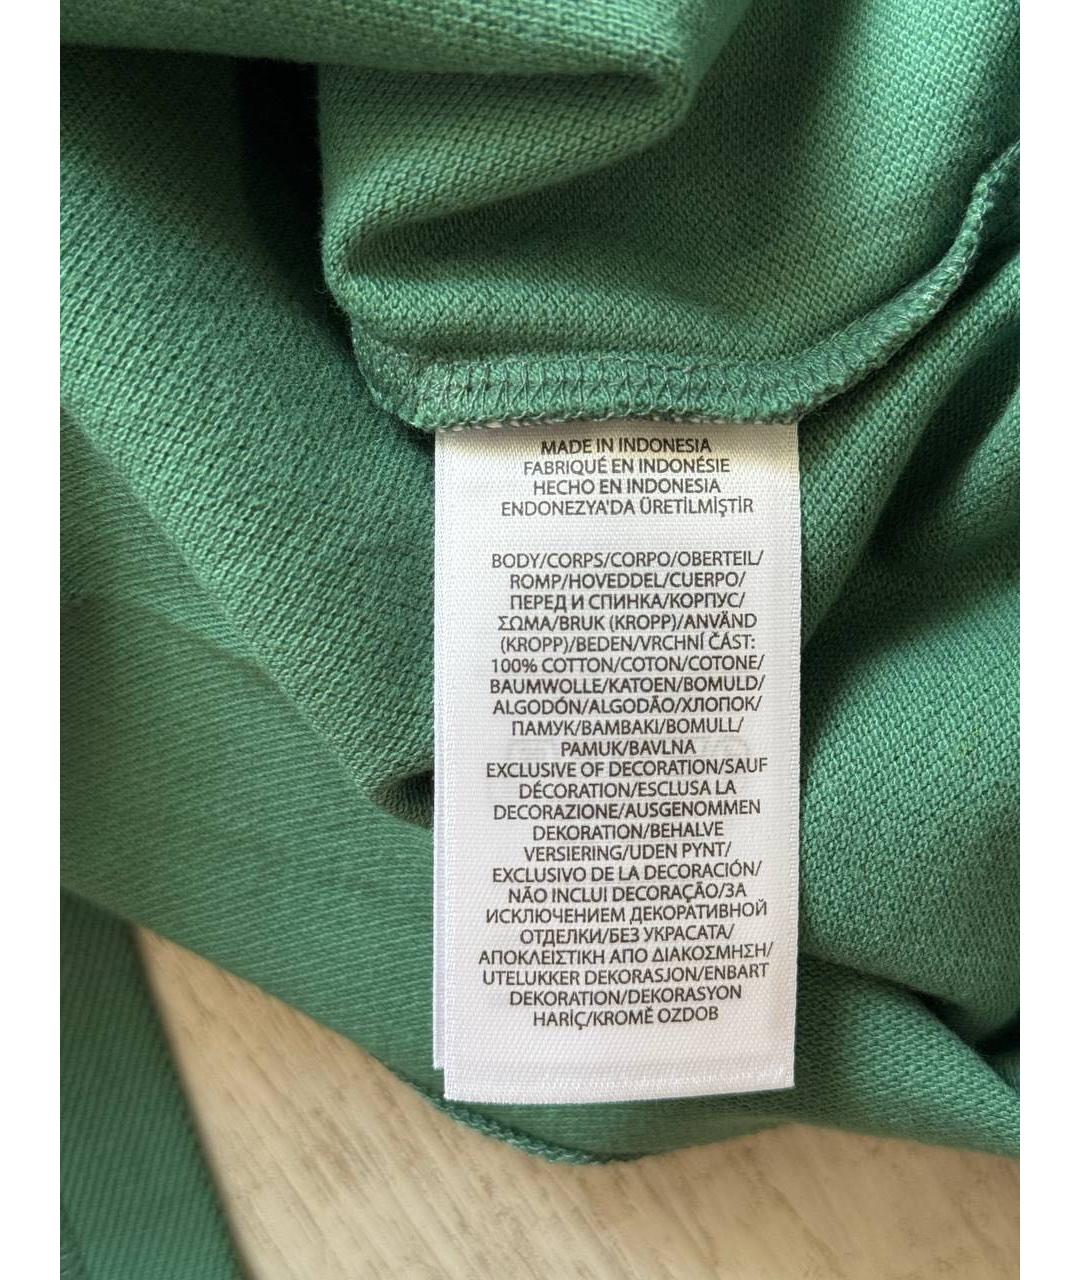 MADE IN INDONESIA
FABRIQUÉ EN INDONÉSIE
HECHO EN INDONESIA
ENDONEZYA'DA ÜRETİLMİŞTİR
BODY/CORPS/CORPO/OBERTEIL/
ROMP/HOVEDDEL/CUERPO/
ПЕРЕД И СПИНКА/КОРПУС/
ΣΩΜΑ/BRUK (KROPP)/ANVÄND
(KROPP)/BEDEN/VRCHNÍ ČÁST:
100% COTTON/COTON/COTONE/
BAUMWOLLE/KATOEN/BOMULD/
ALGODÓN/ALGODÃO/ХЛОПОК/
ПАМУК/ΒΑΜΒΑΚΙ/BOMULL/
PAMUK/BAVLNA
EXCLUSIVE OF DECORATION/SAUF
DÉCORATION/ESCLUSA LA
DECORAZIONE/AUSGENOMMEN
DEKORATION/BEHALVE
VERSIERING/UDEN PYNT/
EXCLUSIVO DE LA DECORACIÓN/
NÃO INCLUI DECORAÇÃO/ЗА
ИСКЛЮЧЕНИЕМ ДЕКОРАТИВНОЙ
ОТДЕЛКИ/БЕЗ УКРАСАТА/
ΑΠΟΚΛΕΙΣΤΙΚΗ ΑΠΟ ΔΙΑΚΟΣΜΗΣΗ/
UTELUKKER DEKORASJON/ENBART
DEKORATION/DEKORASYON
HARİÇ/KROMĚ OZDOB